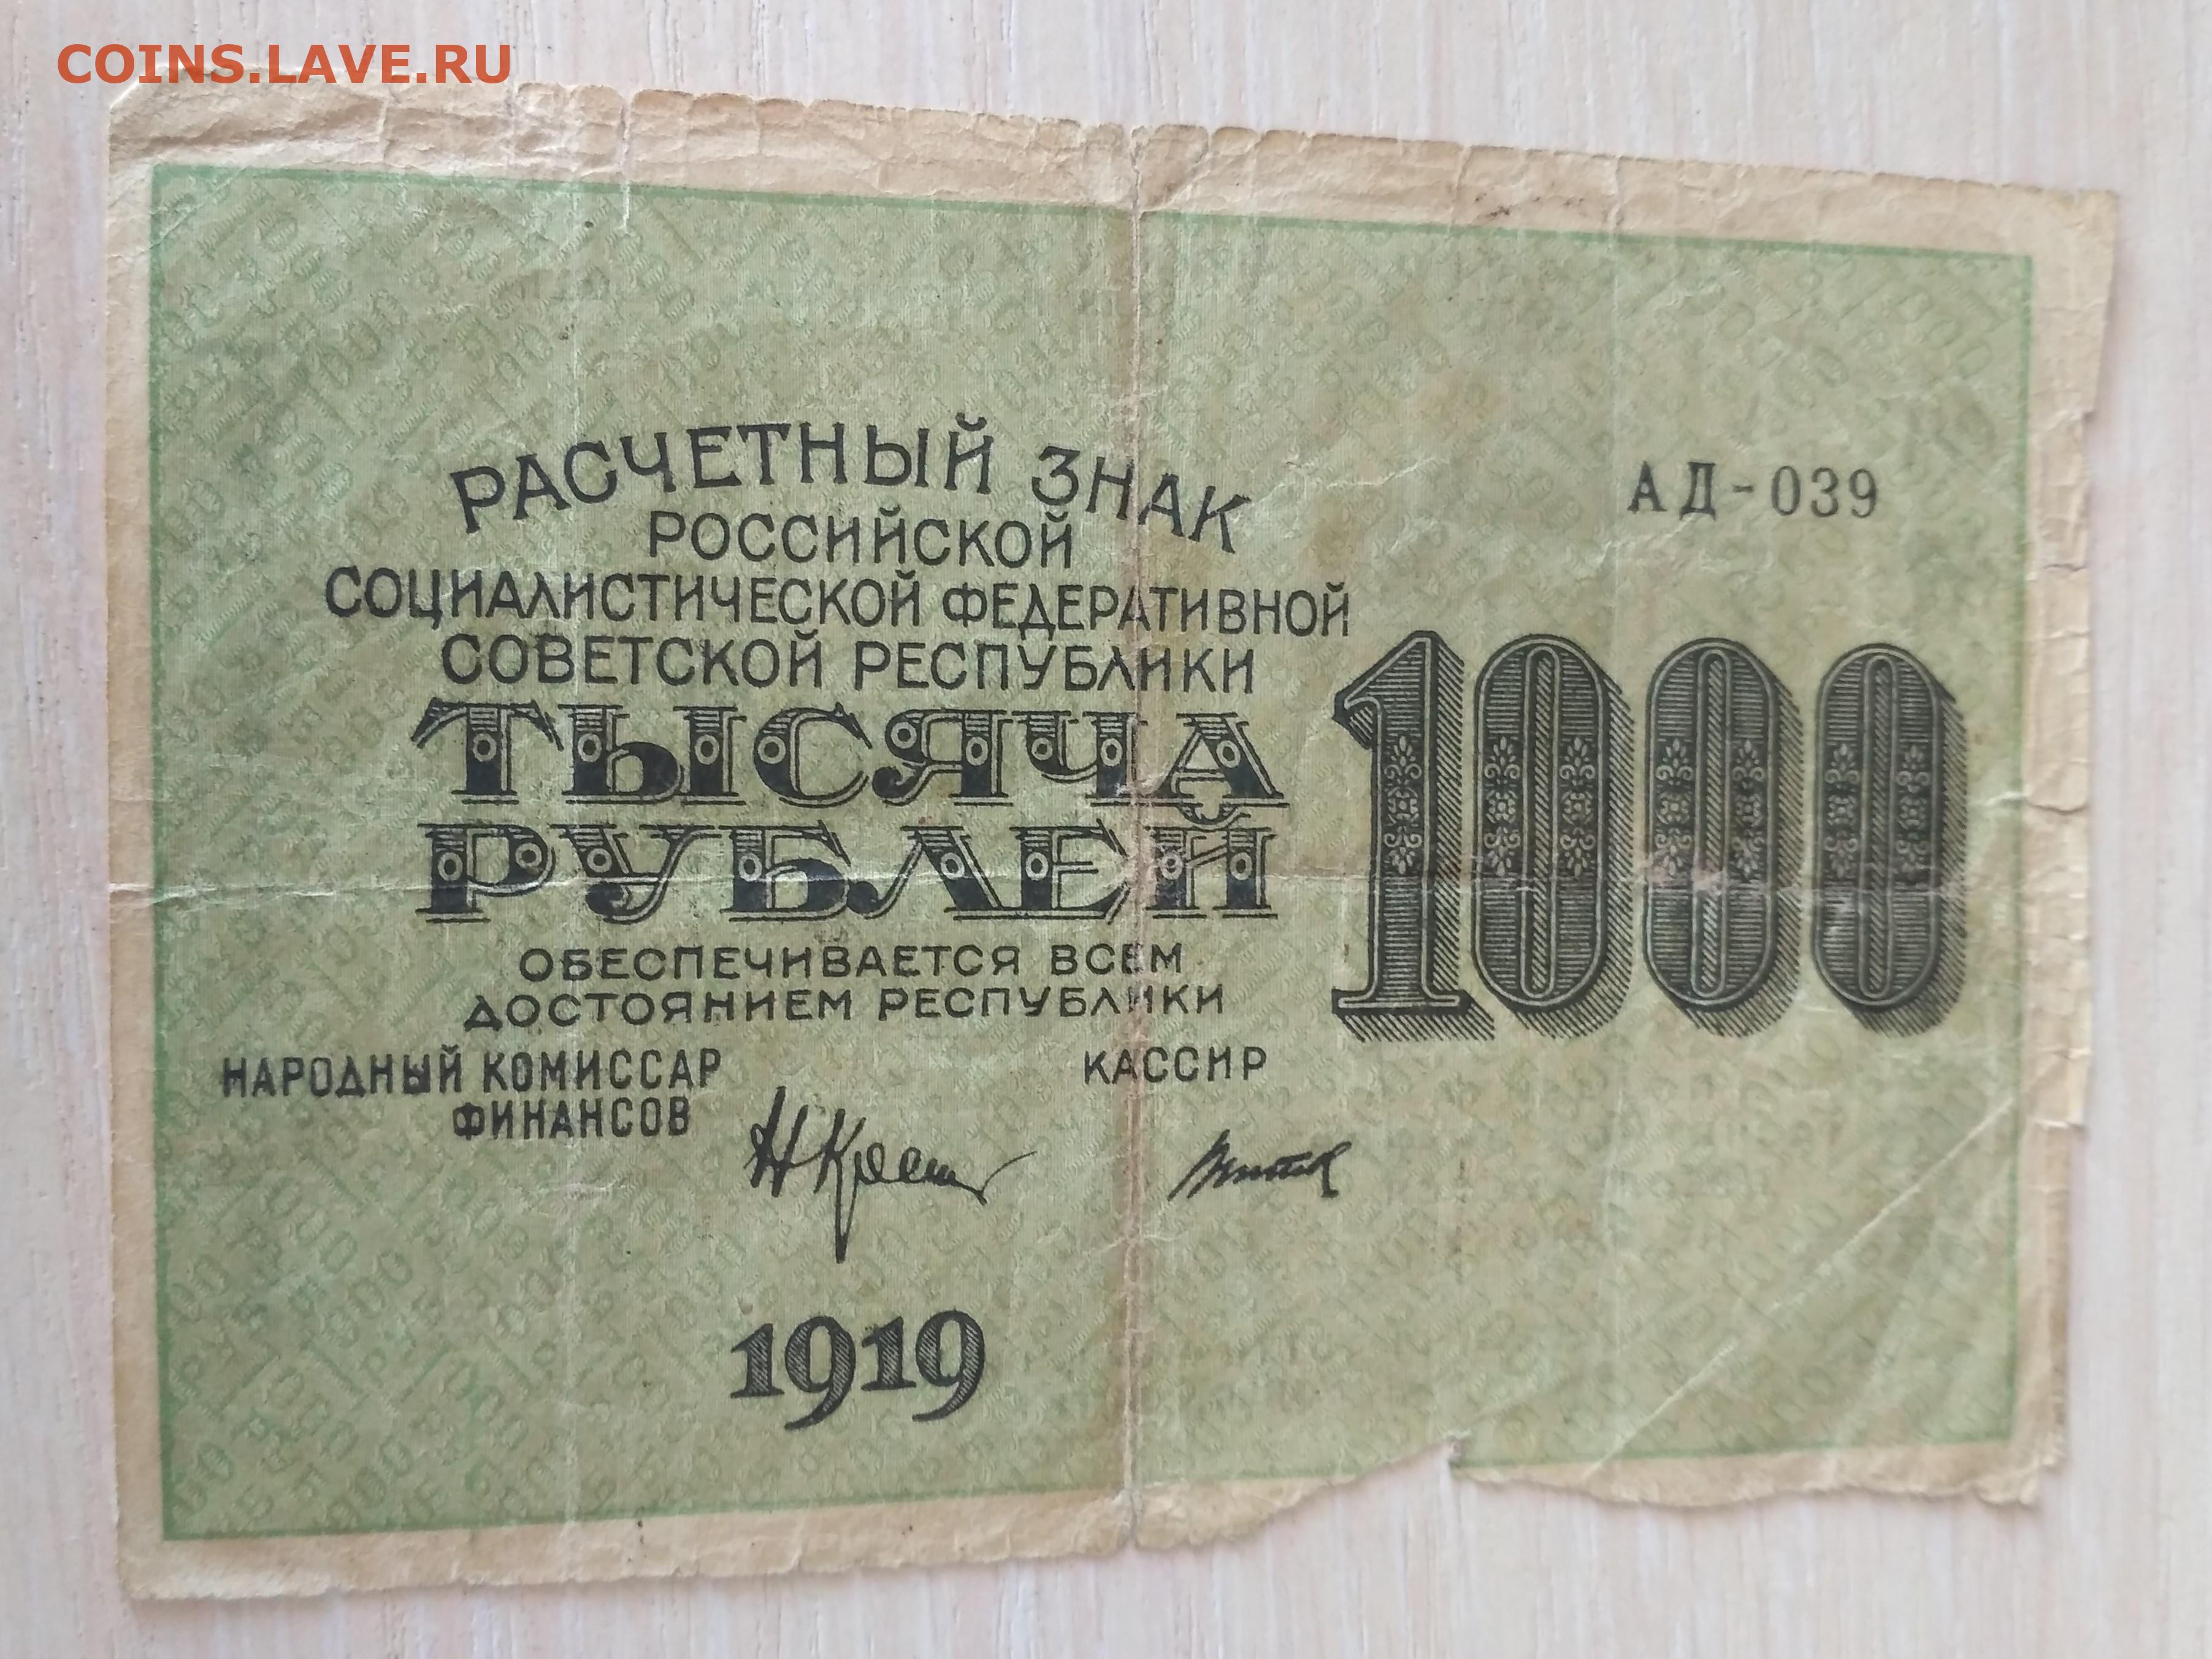 COINS.LAVE.RU
РАСЧЕТНЫЙ ЗНАК
РОССИЙСКОЙ
СОЦИАЛИСТИЧЕСКОЙ ФЕДЕРАТИВНОЙ
СОВЕТСКОЙ РЕСПУБЛИКИ
АД-039
ТЫСЯЧА
РУБЛЕЙ
1000
ОБЕСПЕЧИВАЕТСЯ ВСЕМ
ДОСТОЯНИЕМ РЕСПУБЛИКИ
НАРОДНЫЙ КОМИССАР
ФИНАНСОВ
КАССИР
1919